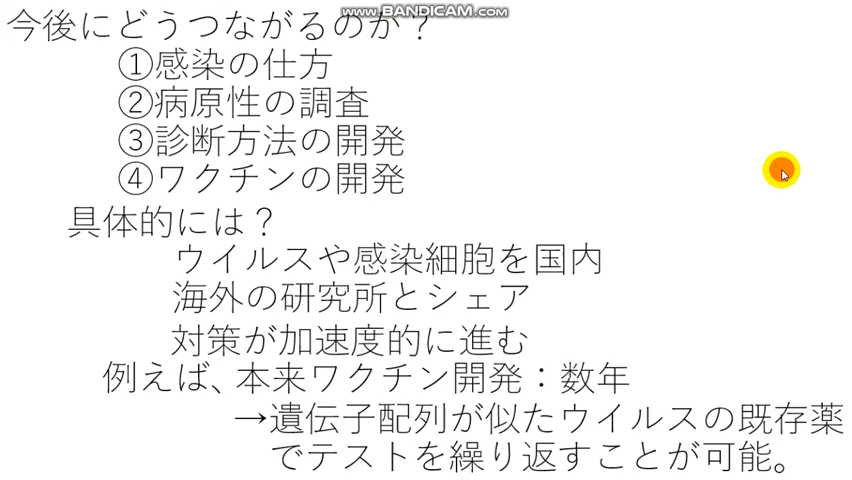 www.BANDICAM.com
今後にどうつながるのか？
①感染の仕方
②病原性の調査
③診断方法の開発
④ワクチンの開発
具体的には？
ウイルスや感染細胞を国内
海外の研究所とシェア
対策が加速度的に進む
例えば、本来ワクチン開発：数年
→遺伝子配列が似たウイルスの既存薬
でテストを繰り返すことが可能。